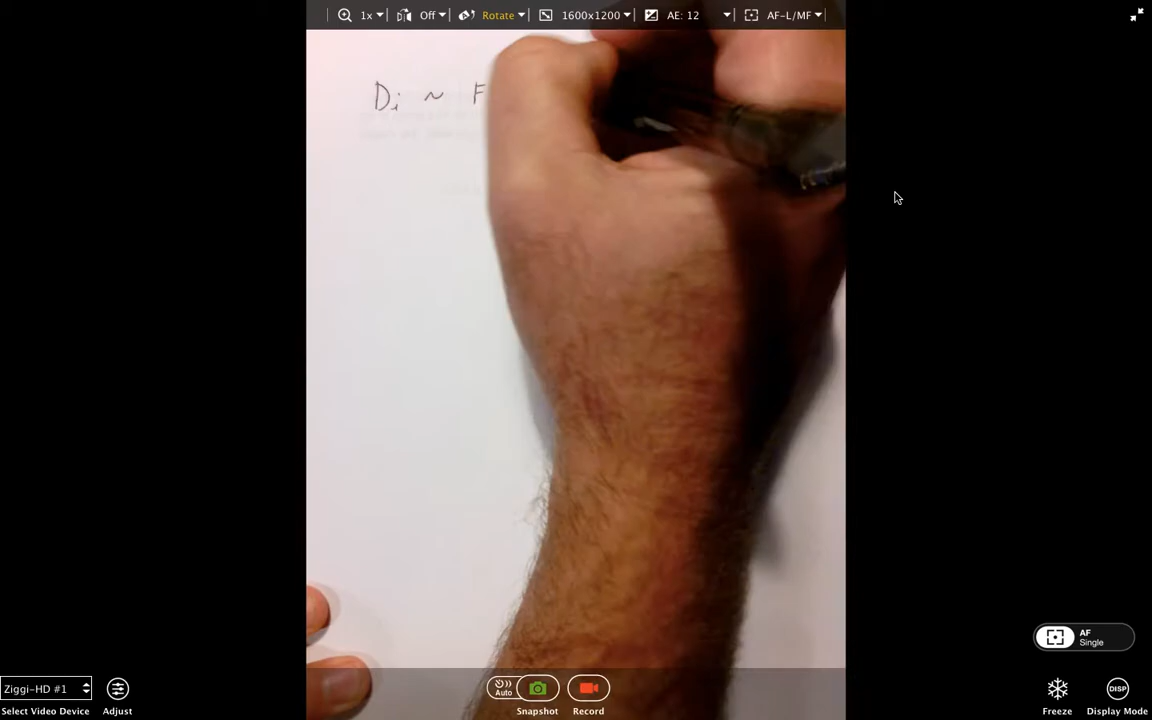 1x Off Rotate 1600x1200 AE: 12 AF-L/MF
Di ~ F
AF
Single
Ziggi-HD #1
Auto
Select Video Device Adjust Snapshot Record Freeze Display Mode
DISP